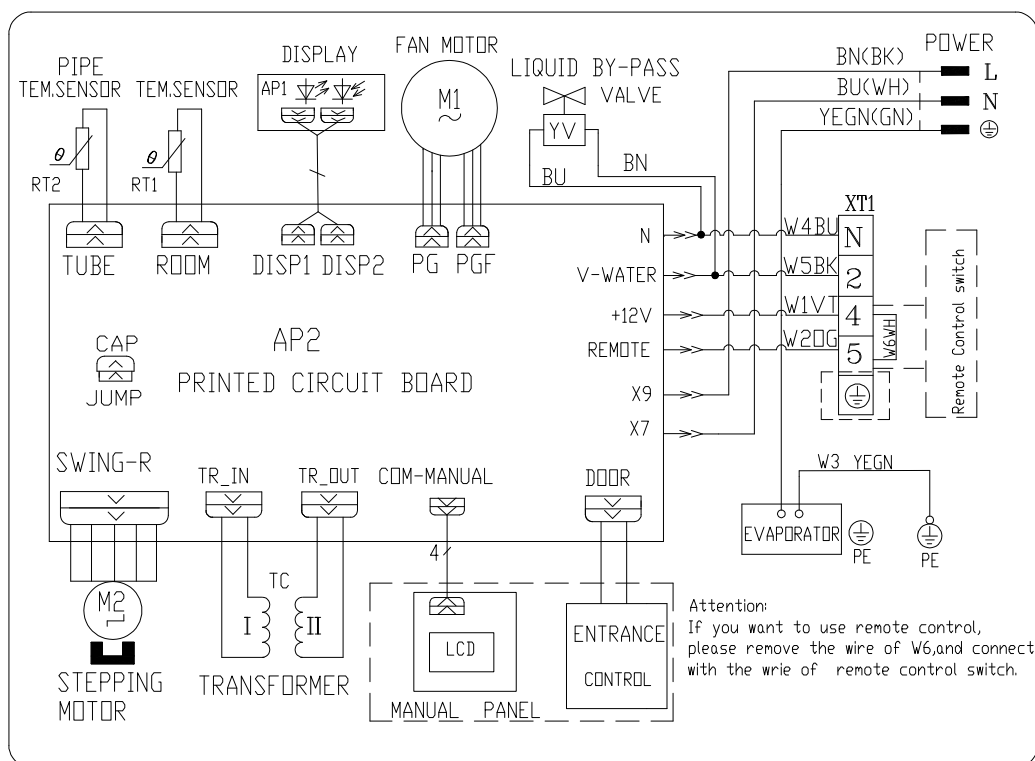 PIPE
TEM.SENSOR
TEM.SENSOR
DISPLAY
AP1
FAN MOTOR
M1
~
LIQUID BY-PASS
VALVE
YV
BU
BN
BN(BK)
POWER
L
BU(WH)
N
YEGN(GN)
θ
RT2
θ
RT1
TUBE
ROOM
DISP1
DISP2
PG
PGF
N
V-WATER
+12V
REMOTE
X9
X7
XT1
W4BU
N
W5BK
2
W1VT
4
W2OG
5
W6WH
Remote Control switch
CAP
JUMP
AP2
PRINTED CIRCUIT BOARD
SWING-R
TR_IN
TR_OUT
COM-MANUAL
DOOR
W3 YEGN
EVAPORATOR
PE
PE
4
M2
TC
I
II
LCD
ENTRANCE
CONTROL
STEPPING
MOTOR
TRANSFORMER
MANUAL PANEL
Attention:
If you want to use remote control,
please remove the wire of W6,and connect
with the wrie of remote control switch.